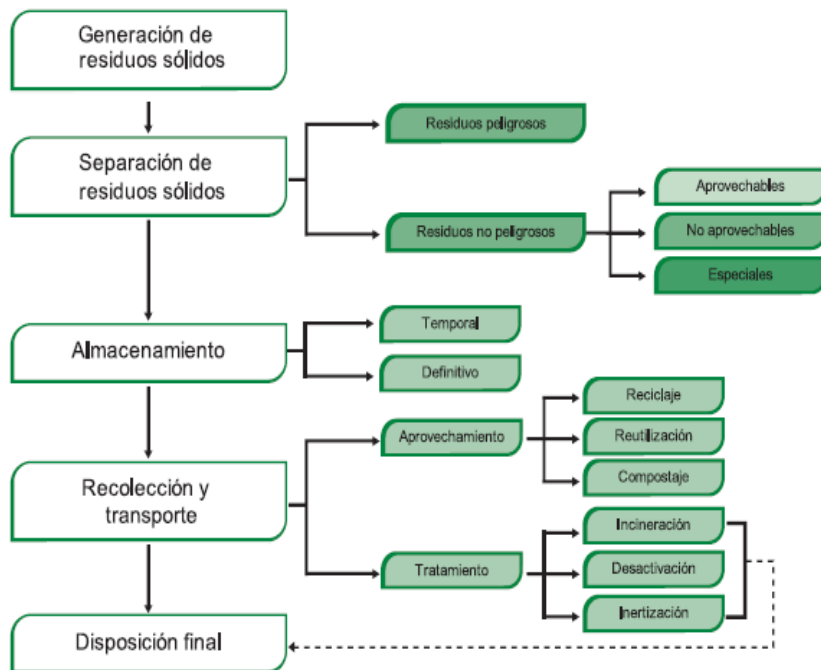 Generación de
residuos sólidos
Separación de
residuos sólidos
Residuos peligrosos
Residuos no peligrosos
Aprovechables
No aprovechables
Especiales
Almacenamiento
Temporal
Definitivo
Recolección y
transporte
Aprovechamiento
Reciclaje
Reutilización
Compostaje
Tratamiento
Incineración
Desactivación
Inertización
Disposición final